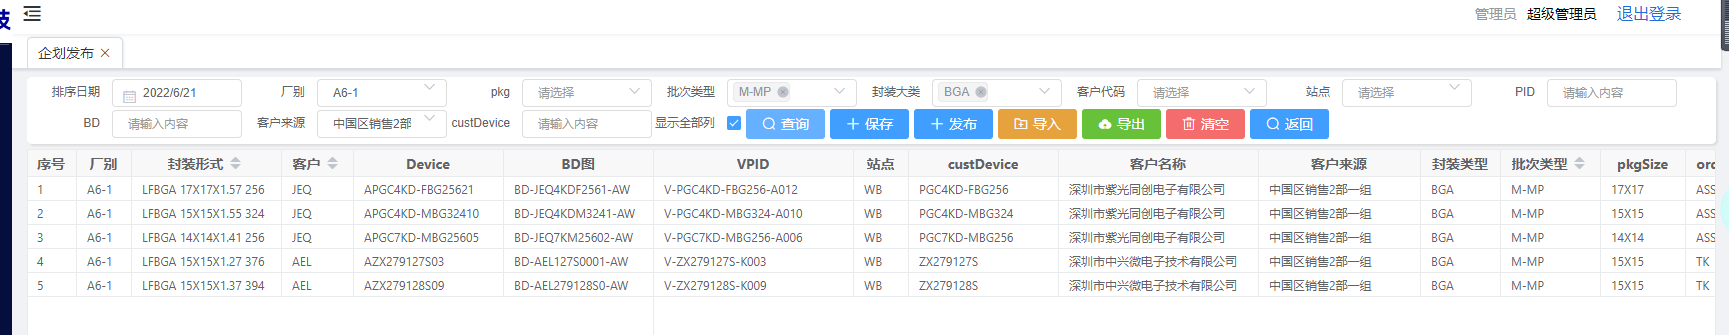 管理员 超级管理员 退出登录
企划发布
排序日期 2022/6/21 厂别 A6-1 pkg 请选择 批次类型 M-MP 封装大类 BGA 客户代码 请选择 站点 请选择 PID 请输入内容
BD 请输入内容 客户来源 中国区销售2部 custDevice 请输入内容 显示全部列 查询 保存 发布 导入 导出 清空 返回
序号 厂别 封装形式 客户 Device BD图 VPID 站点 custDevice 客户名称 客户来源 封装类型 批次类型 pkgSize
1 A6-1 LFBGA 17X17X1.57 256 JEQ APGC4KD-FBG25621 BD-JEQ4KDF2561-AW V-PGC4KD-FBG256-A012 WB PGC4KD-FBG256 深圳市紫光同创电子有限公司 中国区销售2部一组 BGA M-MP 17X17 ASS
2 A6-1 LFBGA 15X15X1.55 324 JEQ APGC4KD-MBG32410 BD-JEQ4KDM3241-AW V-PGC4KD-MBG324-A010 WB PGC4KD-MBG324 深圳市紫光同创电子有限公司 中国区销售2部一组 BGA M-MP 15X15 ASS
3 A6-1 LFBGA 14X14X1.41 256 JEQ APGC7KD-MBG25605 BD-JEQ7KM25602-AW V-PGC7KD-MBG256-A006 WB PGC7KD-MBG256 深圳市紫光同创电子有限公司 中国区销售2部一组 BGA M-MP 14X14 ASS
4 A6-1 LFBGA 15X15X1.27 376 AEL AZX279127S03 BD-AEL127S0001-AW V-ZX279127S-K003 WB ZX279127S 深圳市中兴微电子技术有限公司 中国区销售2部一组 BGA M-MP 15X15 TK
5 A6-1 LFBGA 15X15X1.37 394 AEL AZX279128S09 BD-AEL279128S0-AW V-ZX279128S-K009 WB ZX279128S 深圳市中兴微电子技术有限公司 中国区销售2部一组 BGA M-MP 15X15 TK